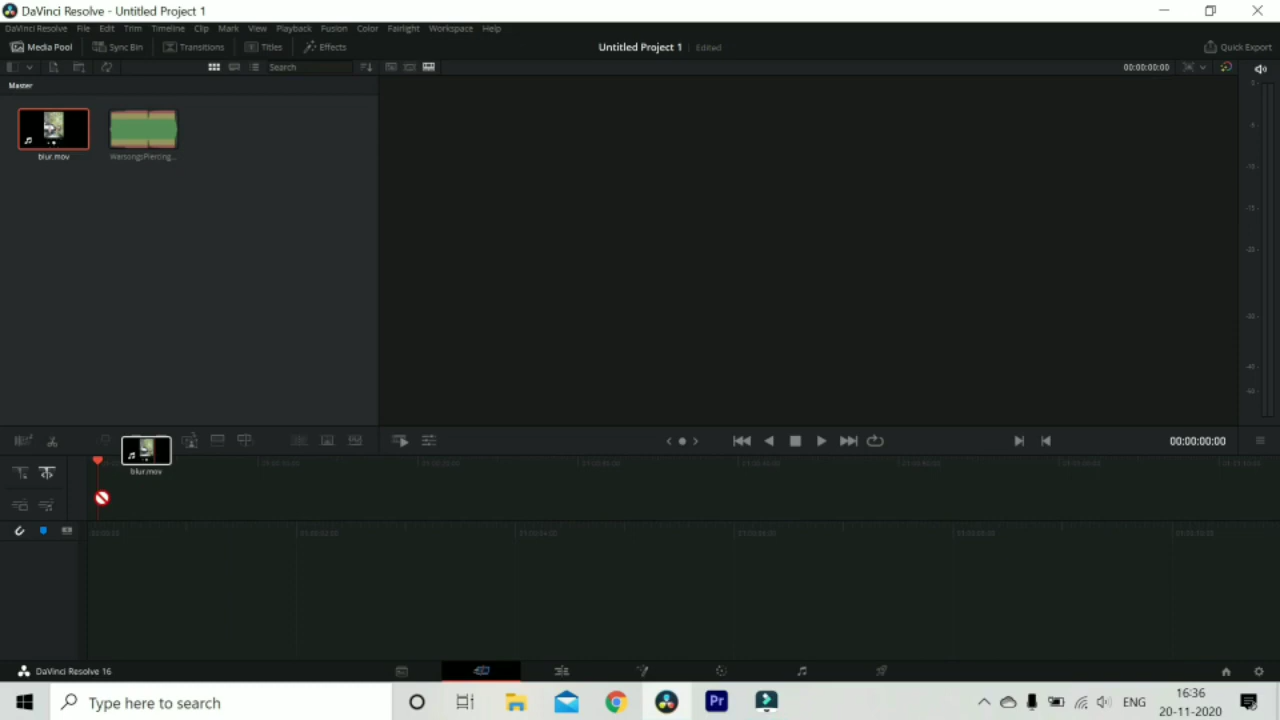 DaVinci Resolve - Untitled Project 1
DaVinci Resolve File Edit Trim Timeline Clip Mark View Playback Fusion Color Fairlight Workspace Help
Media Pool Sync Bin Transitions Titles Effects Untitled Project 1 Edited Quick Export
Search 00:00:00:00
Master
blur.mov WarsongsPiercing...
00:00:00:00
blur.mov
DaVinci Resolve 16
Type here to search
Pr
ENG
16:36
20-11-2020